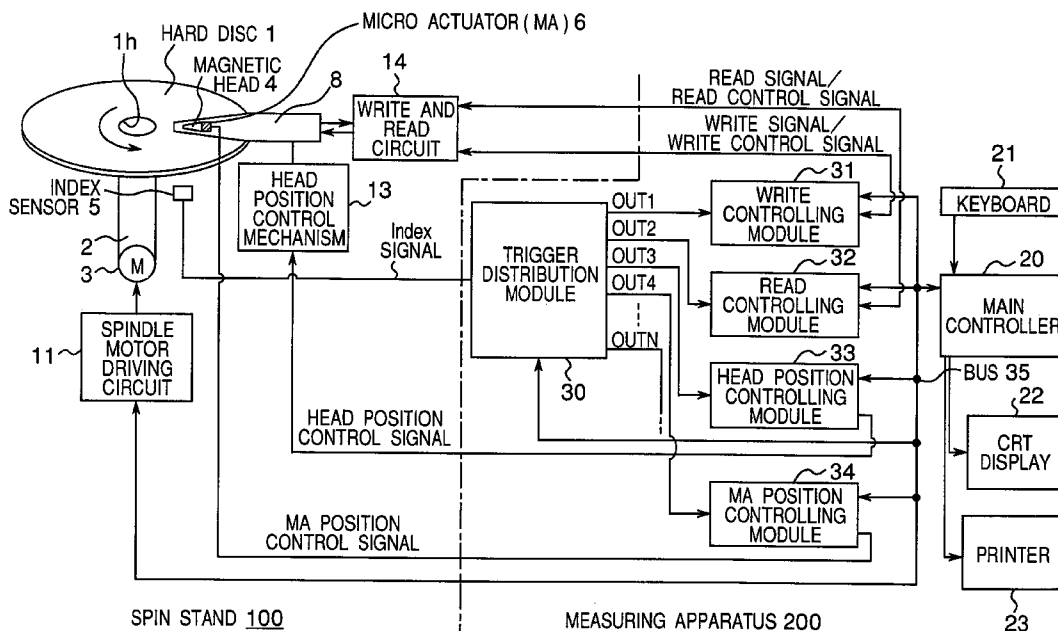 MICRO ACTUATOR (MA) 6
HARD DISC 1
1h
MAGNETIC
HEAD 4
8
14
WRITE AND
READ
CIRCUIT
READ SIGNAL/
READ CONTROL SIGNAL
WRITE SIGNAL/
WRITE CONTROL SIGNAL
INDEX
SENSOR 5
HEAD
POSITION
CONTROL
MECHANISM
13
2
3
M
Index
SIGNAL
TRIGGER
DISTRIBUTION
MODULE
30
OUT1
OUT2
OUT3
OUT4
OUTN
31
WRITE
CONTROLLING
MODULE
32
READ
CONTROLLING
MODULE
33
HEAD POSITION
CONTROLLING
MODULE
34
MA POSITION
CONTROLLING
MODULE
21
KEYBOARD
20
MAIN
CONTROLLER
BUS 35
22
CRT
DISPLAY
PRINTER
23
11
SPINDLE
MOTOR
DRIVING
CIRCUIT
HEAD POSITION
CONTROL SIGNAL
MA POSITION
CONTROL SIGNAL
SPIN STAND 100
MEASURING APPARATUS 200